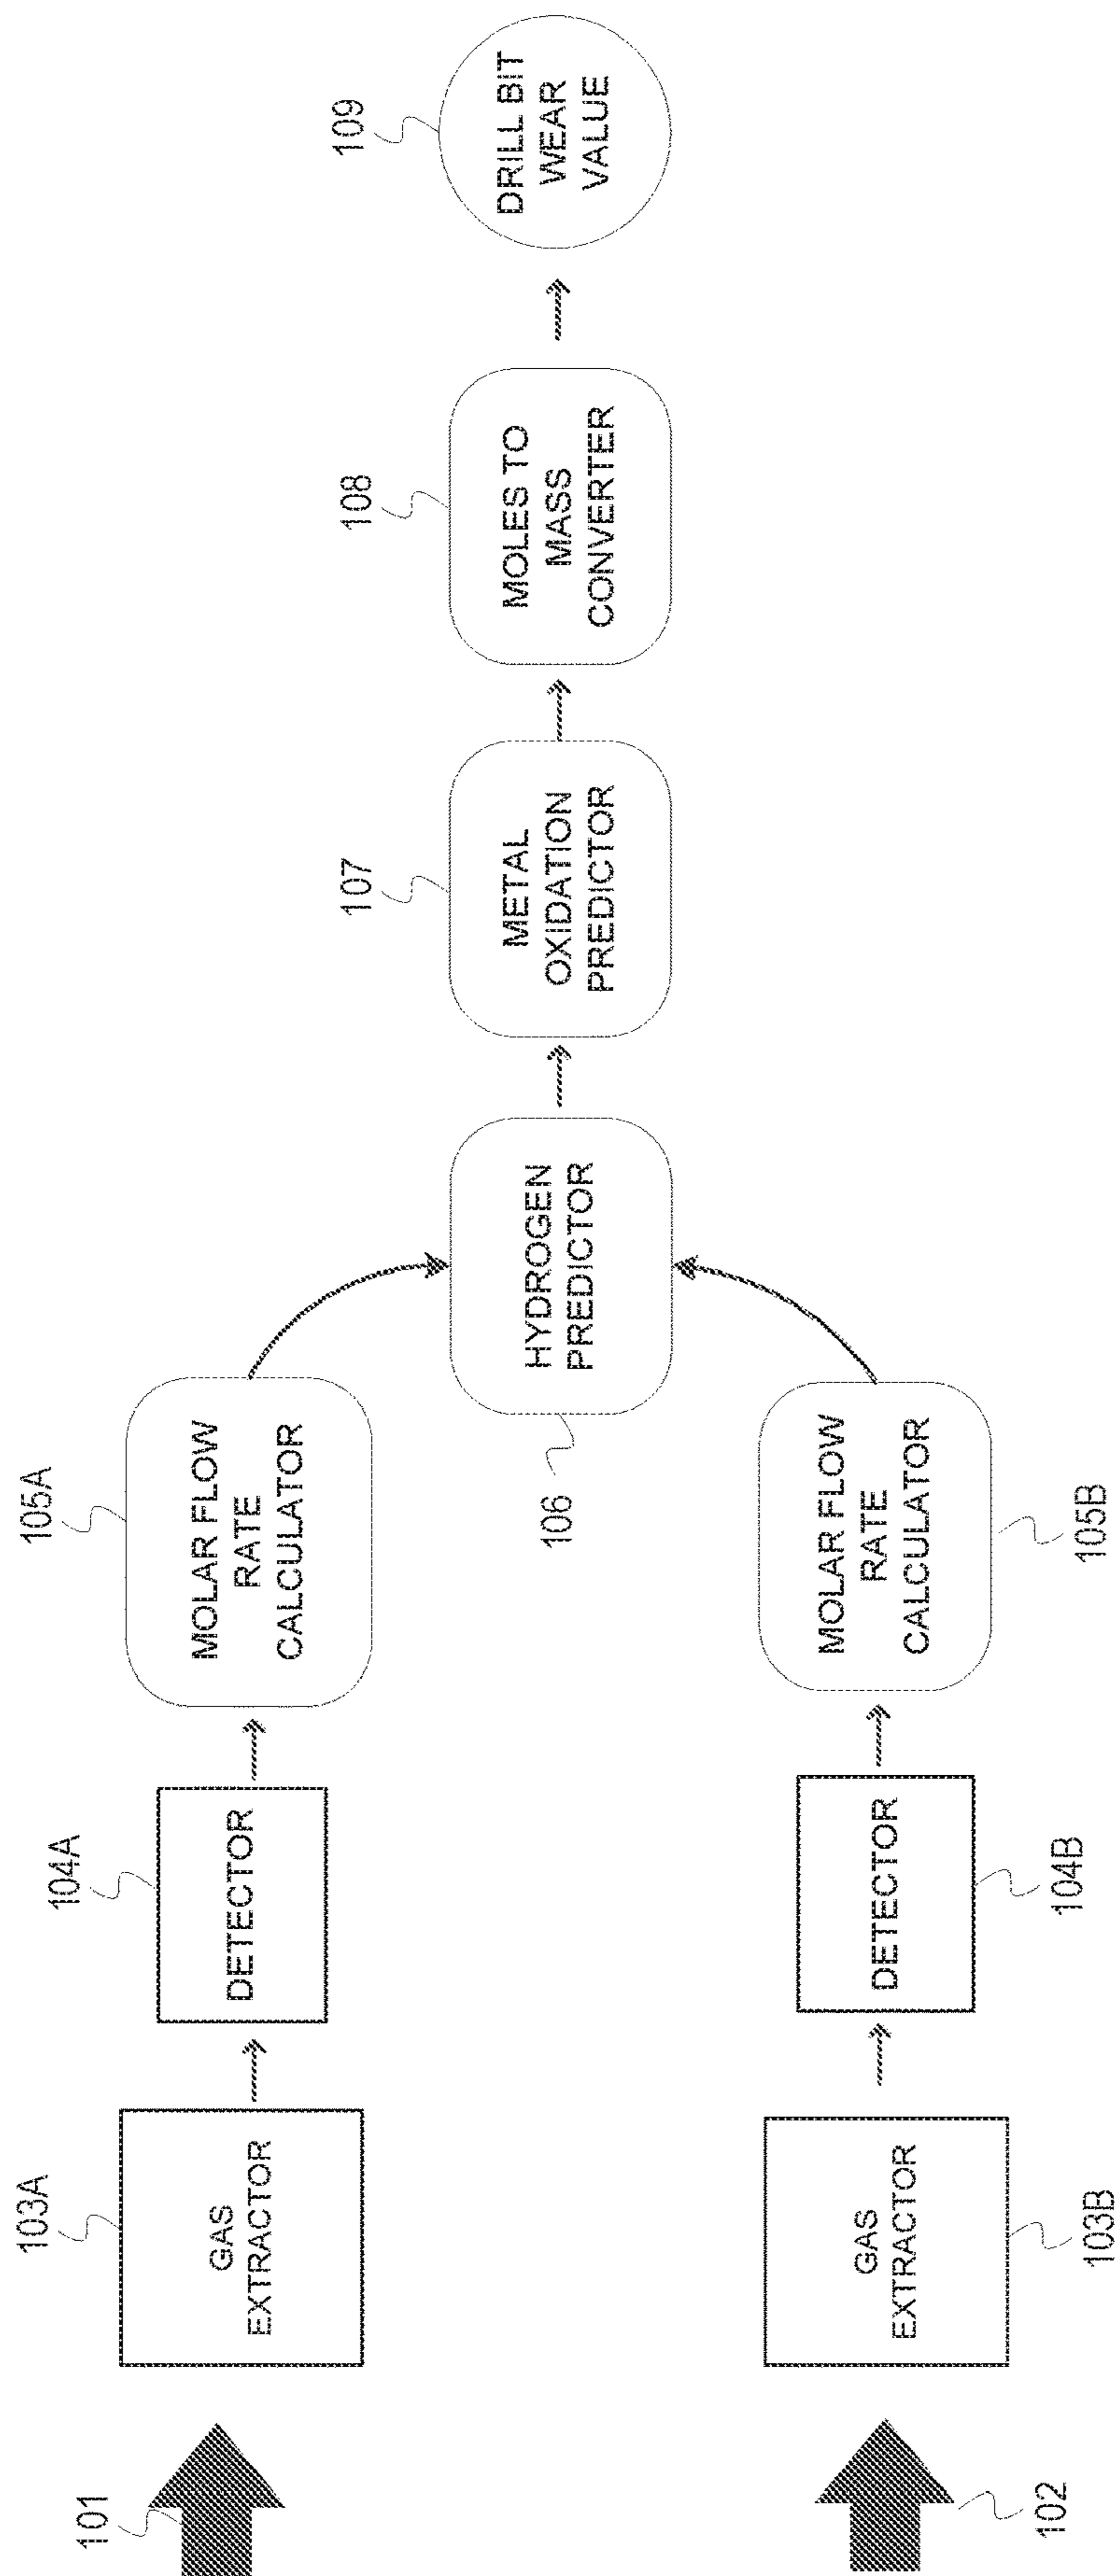 101
103A
GAS
EXTRACTOR
104A
DETECTOR
105A
MOLAR FLOW
RATE
CALCULATOR
106
HYDROGEN
PREDICTOR
107
METAL
OXIDATION
PREDICTOR
108
MOLES TO
MASS
CONVERTER
109
DRILL BIT
WEAR
VALUE
102
GAS
EXTRACTOR
103B
DETECTOR
104B
MOLAR FLOW
RATE
CALCULATOR
105B